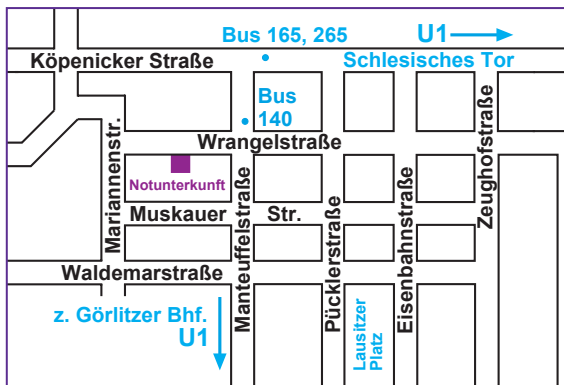 Bus 165, 265
U1
Köpenicker Straße
Schlesisches Tor
Bus
140
Wrangelstraße
Notunterkunft
Mariannenstr.
Manteuffelstraße
Pücklerstraße
Eisenbahnstraße
Zeughofstraße
Muskauer Str.
Waldemarstraße
z. Görlitzer Bhf.
U1
Lausitzer
Platz